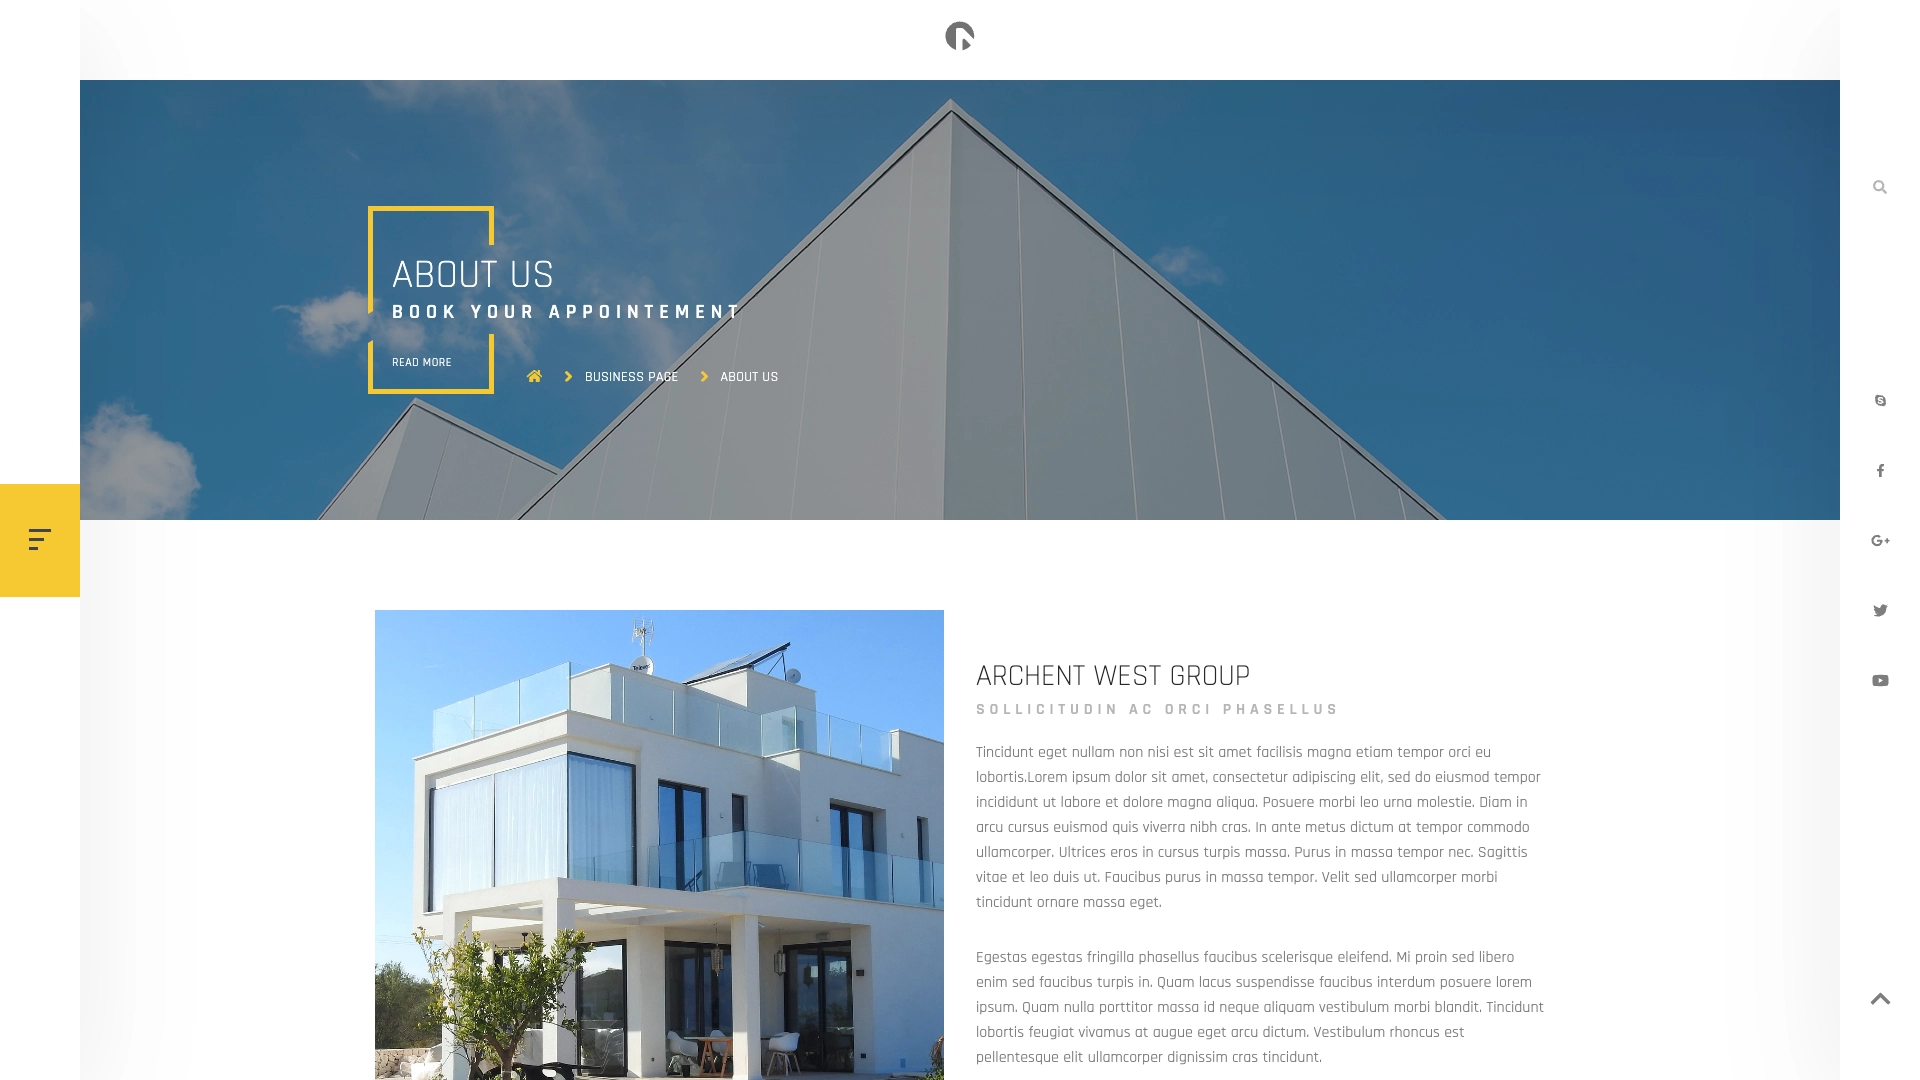 ABOUT US
BOOK YOUR APPOINTEMENT
READ MORE
BUSINESS PAGE
ABOUT US
ARCHENT WEST GROUP
SOLLICITUDIN AC ORCI PHASELLUS
Tincidunt eget nullam non nisi est sit amet facilisis magna etiam tempor orci eu
lobortis.Lorem ipsum dolor sit amet, consectetur adipiscing elit, sed do eiusmod tempor
incididunt ut labore et dolore magna aliqua. Posuere morbi leo urna molestie. Diam in
arcu cursus euismod quis viverra nibh cras. In ante metus dictum at tempor commodo
ullamcorper. Ultrices eros in cursus turpis massa. Purus in massa tempor nec. Sagittis
vitae et leo duis ut. Faucibus purus in massa tempor. Velit sed ullamcorper morbi
tincidunt ornare massa eget.
Egestas egestas fringilla phasellus faucibus scelerisque eleifend. Mi proin sed libero
enim sed faucibus turpis in. Quam lacus suspendisse faucibus interdum posuere lorem
ipsum. Quam nulla porttitor massa id neque aliquam vestibulum morbi blandit. Tincidunt
lobortis feugiat vivamus at augue eget arcu dictum. Vestibulum rhoncus est
pellentesque elit ullamcorper dignissim cras tincidunt.